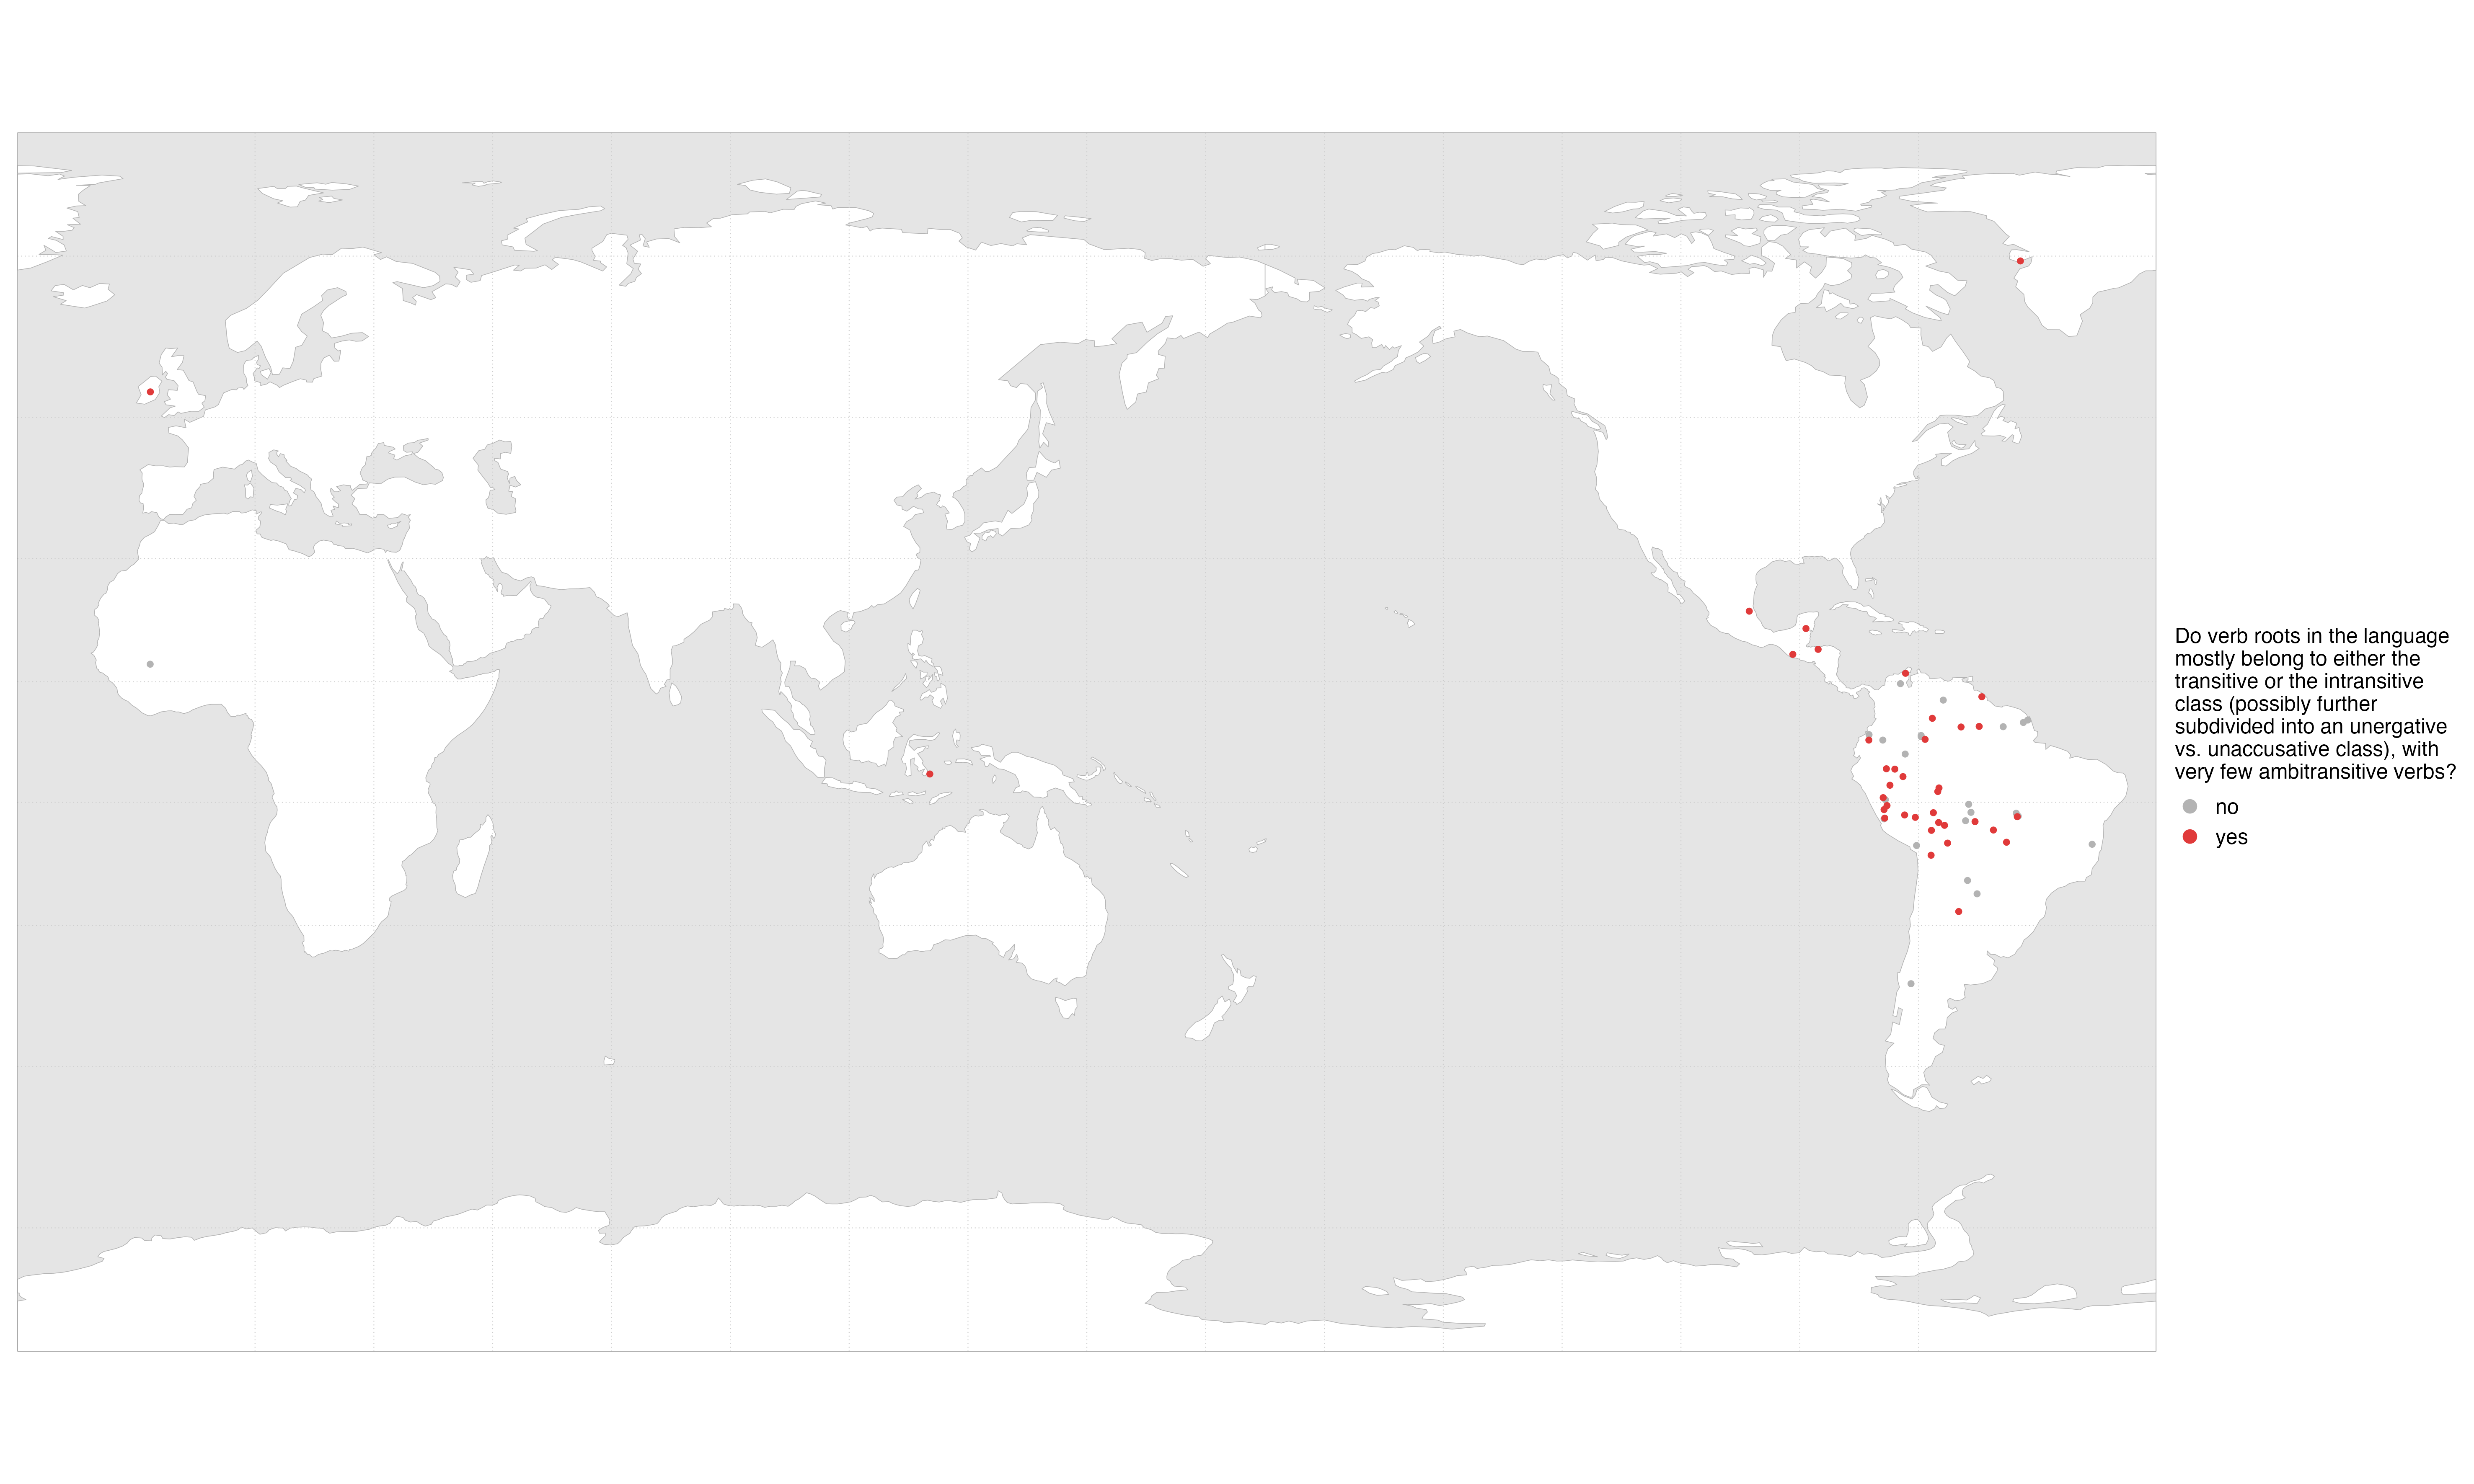 Do verb roots in the language
mostly belong to either the
transitive or the intransitive
class (possibly further
subdivided into an unergative
vs. unaccusative class), with
very few ambitransitive verbs?
no
yes